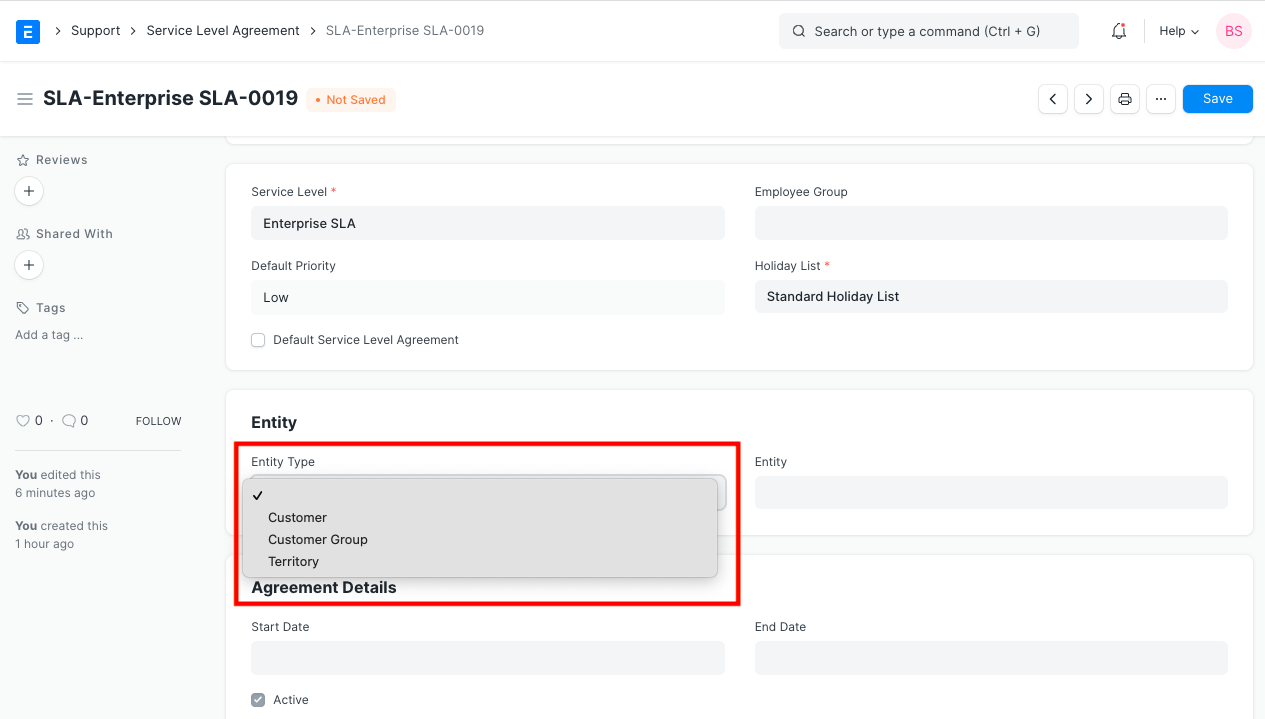 E
Support
Service Level Agreement
SLA-Enterprise SLA-0019
Search or type a command (Ctrl + G)
Help
BS
SLA-Enterprise SLA-0019
Not Saved
Save
Reviews
Shared With
Tags
Add a tag ...
0 · 0
FOLLOW
You edited this
6 minutes ago
You created this
1 hour ago
Service Level *
Enterprise SLA
Employee Group
Default Priority
Low
Holiday List *
Standard Holiday List
Default Service Level Agreement
Entity
Entity Type
Customer
Customer Group
Territory
Entity
Agreement Details
Start Date
End Date
Active